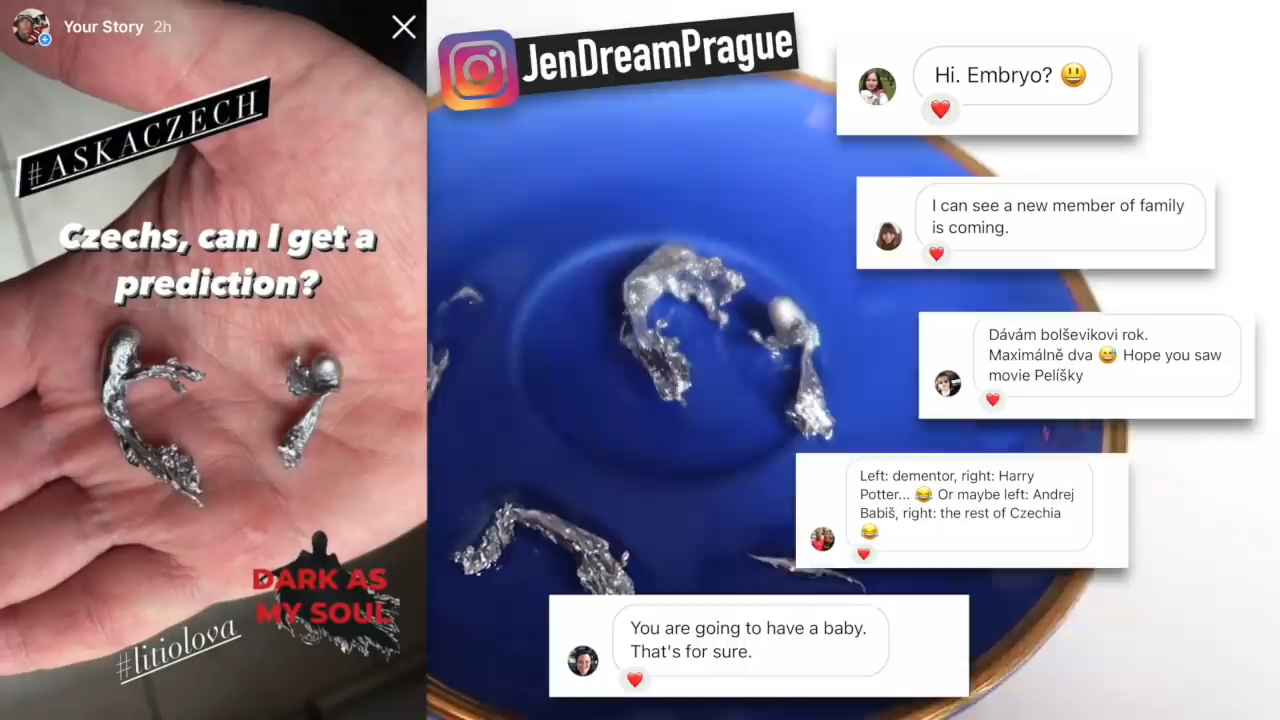 Your Story 2h
#ASKACZECH
Czechs, can I get a
prediction?
DARK AS
MY SOUL
#litiolova
JenDreamPrague
Hi. Embryo? 😃
I can see a new member of family
is coming.
Dávám bolševikovi rok.
Maximálně dva 😅 Hope you saw
movie Pelíšky
Left: dementor, right: Harry
Potter... 😂 Or maybe left: Andrej
Babiš, right: the rest of Czechia
😂
You are going to have a baby.
That's for sure.